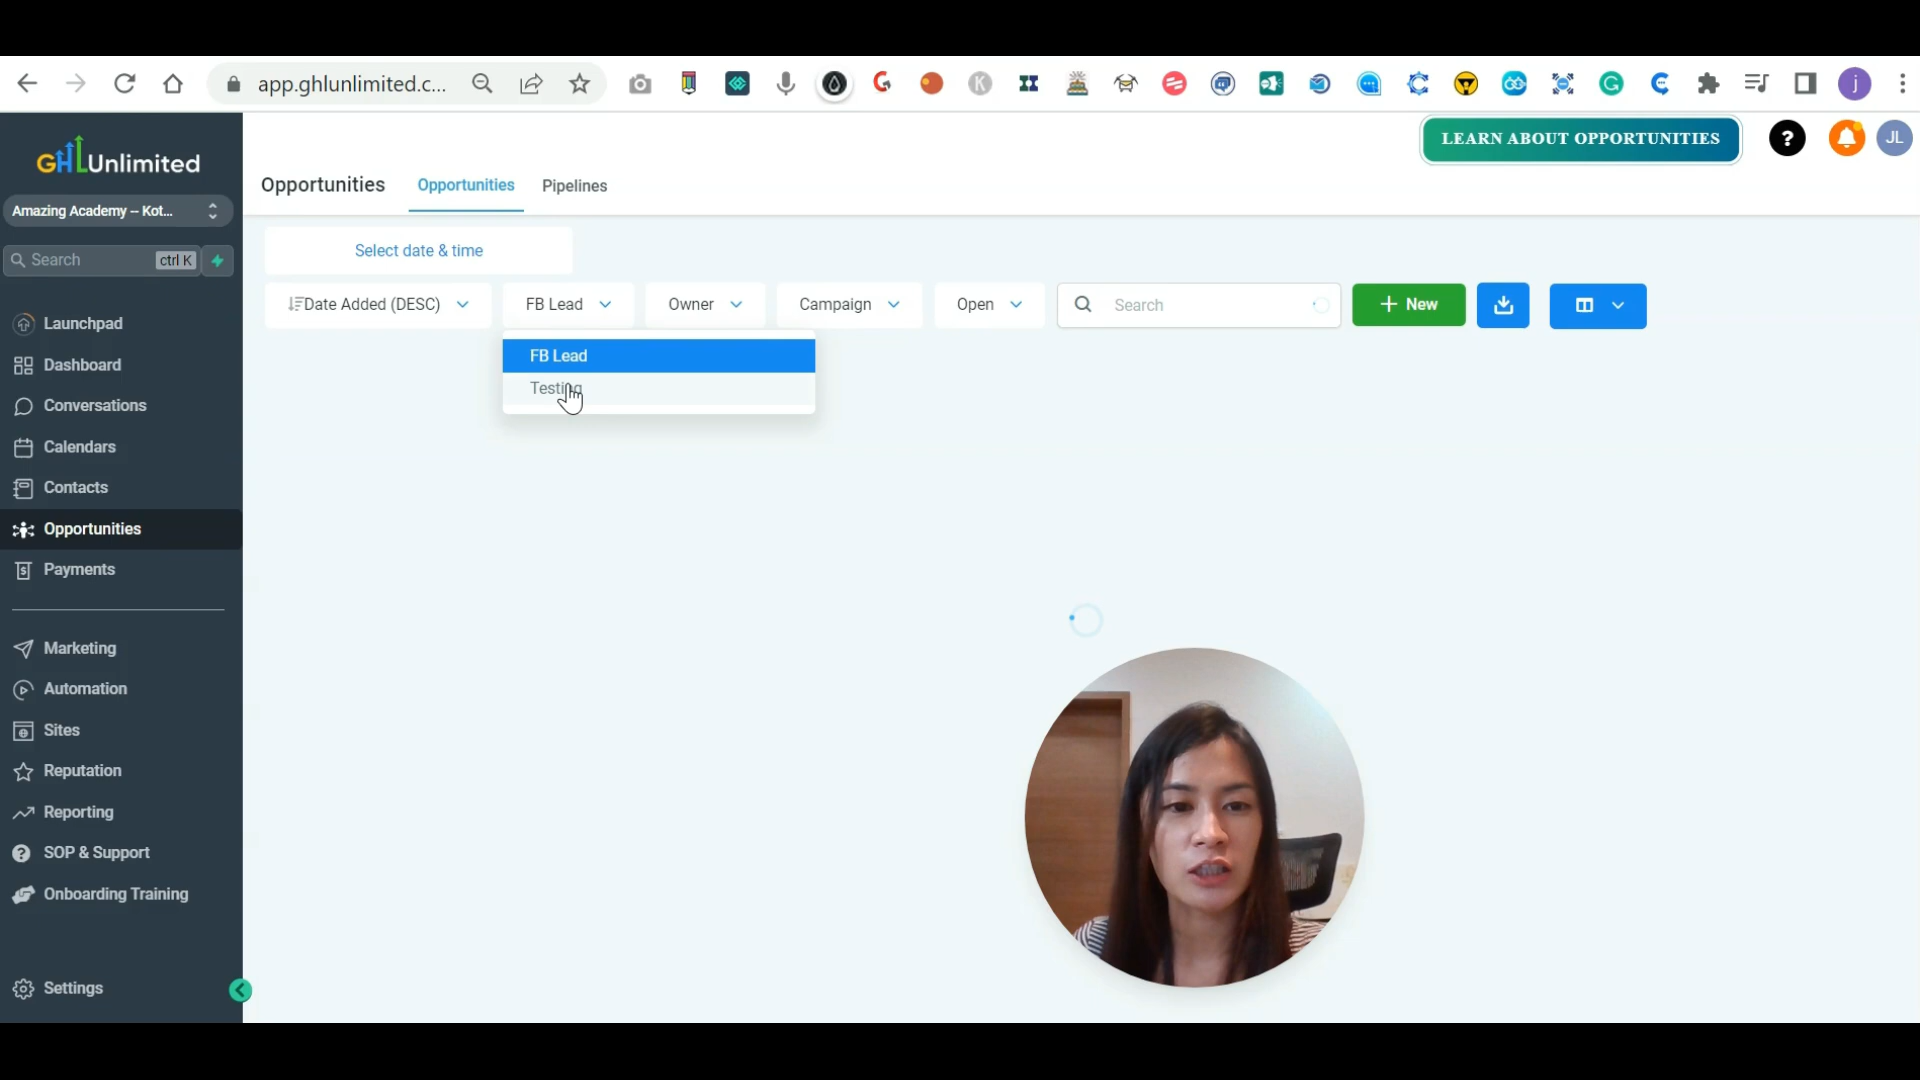 app.ghlunlimited.c...
j
GHLUnlimited
LEARN ABOUT OPPORTUNITIES
?
JL
Opportunities
Opportunities
Pipelines
Amazing Academy -- Kot...
Search
ctrl K
Select date & time
Date Added (DESC)
FB Lead
Owner
Campaign
Open
Search
+ New
FB Lead
Testing
Launchpad
Dashboard
Conversations
Calendars
Contacts
Opportunities
Payments
Marketing
Automation
Sites
Reputation
Reporting
SOP & Support
Onboarding Training
Settings